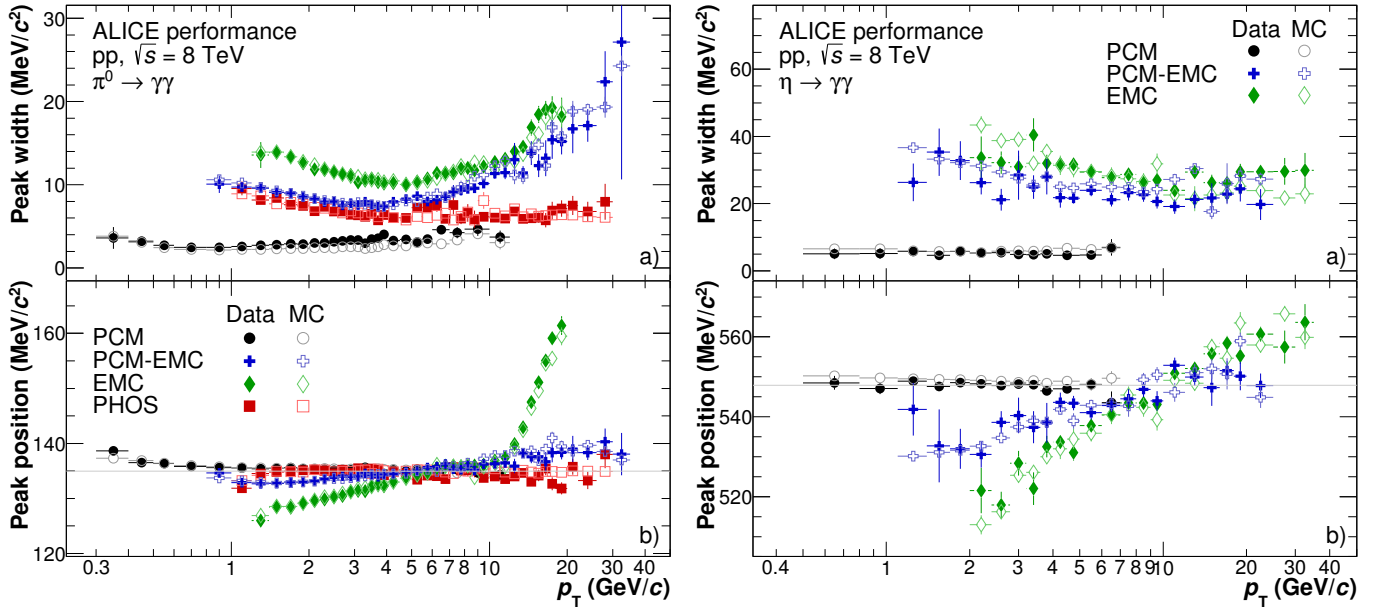 ALICE performance
pp, √s = 8 TeV
π⁰ → γγ
Peak width (MeV/c²)
30
20
10
0
a)
Peak position (MeV/c²)
160
140
120
Data MC
PCM
PCM-EMC
EMC
PHOS
b)
0.3 1 2 3 4 5 6 7 8 10 20 30 40
p_T (GeV/c)
ALICE performance
pp, √s = 8 TeV
η → γγ
Data MC
PCM
PCM-EMC
EMC
Peak width (MeV/c²)
60
40
20
0
a)
Peak position (MeV/c²)
560
540
520
b)
0.4 1 2 3 4 5 6 7 8 910 20 30 40
p_T (GeV/c)